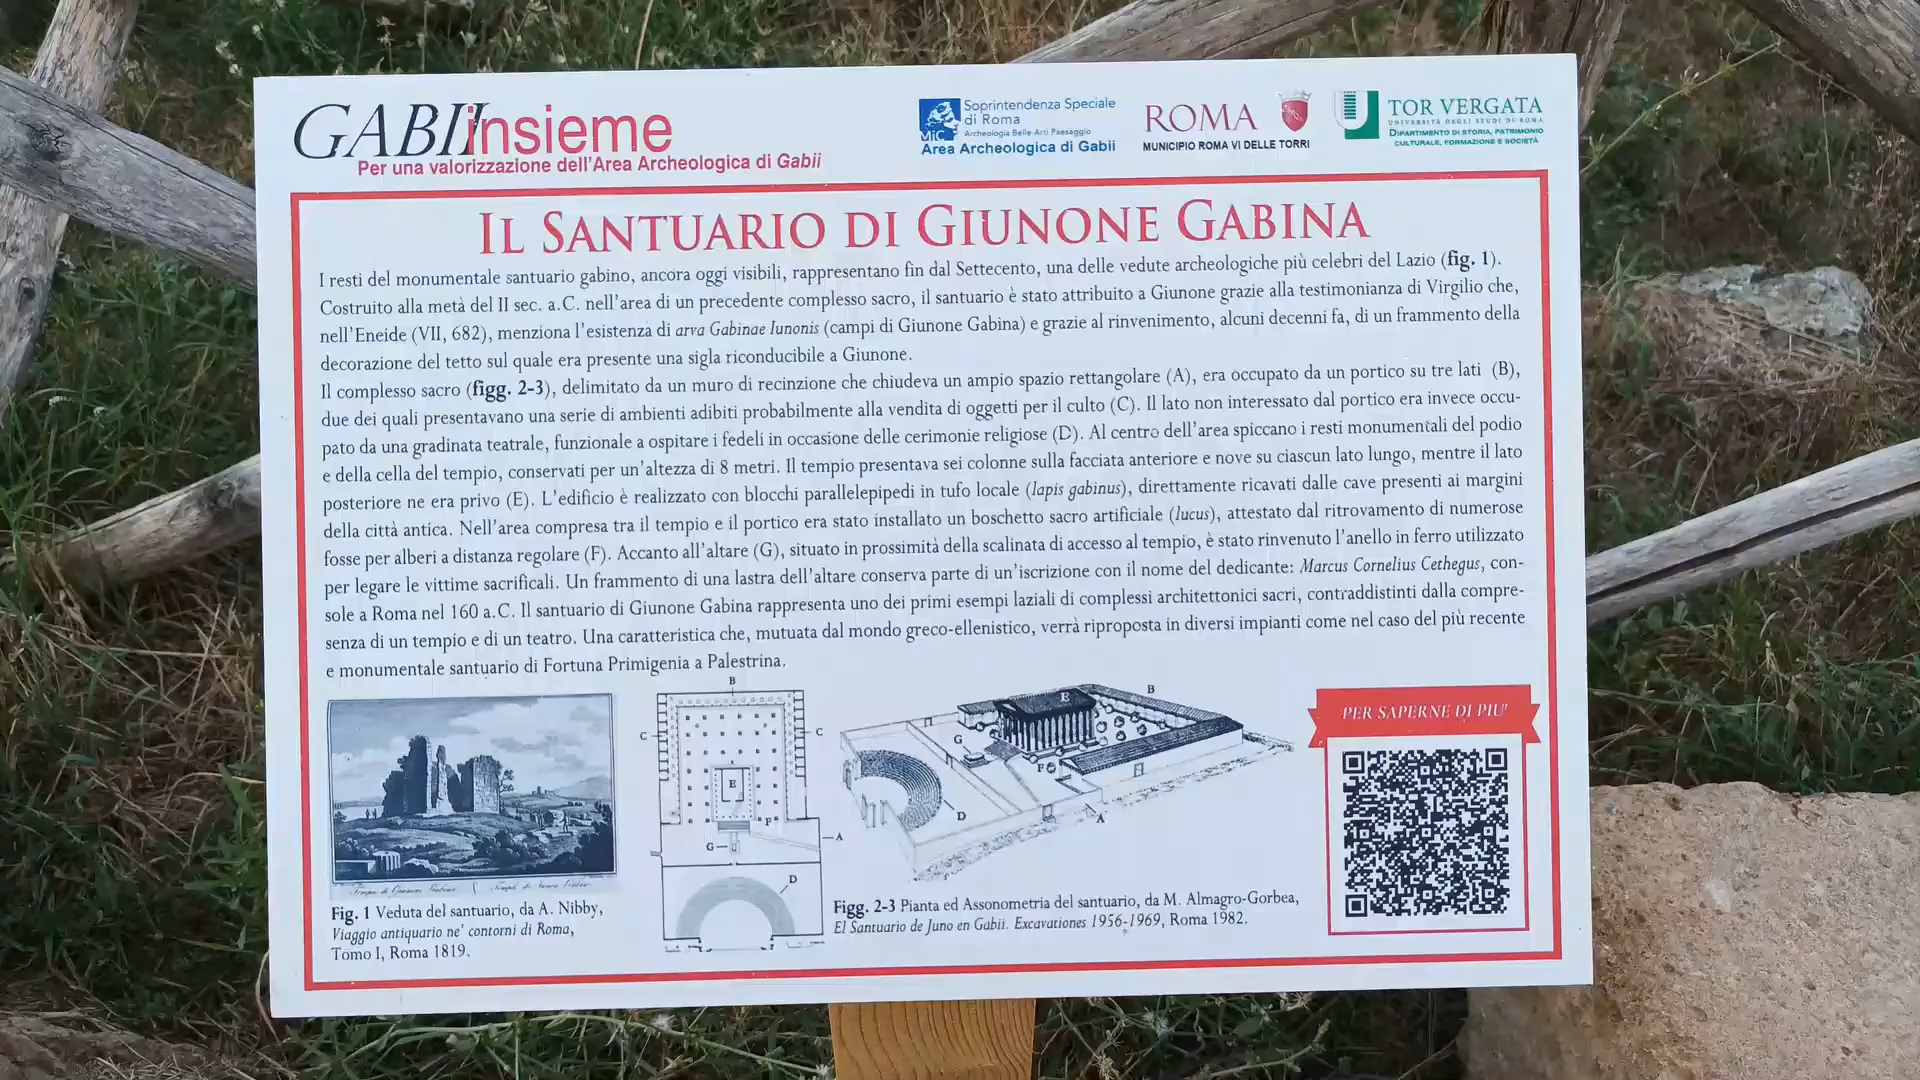 GABII insieme
Per una valorizzazione dell'Area Archeologica di Gabii
MiC
Soprintendenza Speciale
di Roma
Archeologia Belle Arti Paesaggio
Area Archeologica di Gabii
ROMA
MUNICIPIO ROMA VI DELLE TORRI
TOR VERGATA
UNIVERSITÀ DEGLI STUDI DI ROMA
DIPARTIMENTO DI STORIA, PATRIMONIO
CULTURALE, FORMAZIONE E SOCIETÀ
IL SANTUARIO DI GIUNONE GABINA
I resti del monumentale santuario gabino, ancora oggi visibili, rappresentano fin dal Settecento, una delle vedute archeologiche più celebri del Lazio (fig. 1).
Costruito alla metà del II sec. a.C. nell'area di un precedente complesso sacro, il santuario è stato attribuito a Giunone grazie alla testimonianza di Virgilio che,
nell'Eneide (VII, 682), menziona l'esistenza di arva Gabinae Iunonis (campi di Giunone Gabina) e grazie al rinvenimento, alcuni decenni fa, di un frammento della
decorazione del tetto sul quale era presente una sigla riconducibile a Giunone.
Il complesso sacro (figg. 2-3), delimitato da un muro di recinzione che chiudeva un ampio spazio rettangolare (A), era occupato da un portico su tre lati (B),
due dei quali presentavano una serie di ambienti adibiti probabilmente alla vendita di oggetti per il culto (C). Il lato non interessato dal portico era invece occu-
pato da una gradinata teatrale, funzionale a ospitare i fedeli in occasione delle cerimonie religiose (D). Al centro dell'area spiccano i resti monumentali del podio
e della cella del tempio, conservati per un'altezza di 8 metri. Il tempio presentava sei colonne sulla facciata anteriore e nove su ciascun lato lungo, mentre il lato
posteriore ne era privo (E). L'edificio è realizzato con blocchi parallelepipedi in tufo locale (lapis gabinus), direttamente ricavati dalle cave presenti ai margini
della città antica. Nell'area compresa tra il tempio e il portico era stato installato un boschetto sacro artificiale (lucus), attestato dal ritrovamento di numerose
fosse per alberi a distanza regolare (F). Accanto all'altare (G), situato in prossimità della scalinata di accesso al tempio, è stato rinvenuto l'anello in ferro utilizzato
per legare le vittime sacrificali. Un frammento di una lastra dell'altare conserva parte di un'iscrizione con il nome del dedicante: Marcus Cornelius Cethegus, con-
sole a Roma nel 160 a.C. Il santuario di Giunone Gabina rappresenta uno dei primi esempi laziali di complessi architettonici sacri, contraddistinti dalla compre-
senza di un tempio e di un teatro. Una caratteristica che, mutuata dal mondo greco-ellenistico, verrà riproposta in diversi impianti come nel caso del più recente
e monumentale santuario di Fortuna Primigenia a Palestrina.
B
C
C
E
F
G
A
D
B
E
G
F
D
A
PER SAPERNE DI PIU'
Fig. 1 Veduta del santuario, da A. Nibby,
Viaggio antiquario ne' contorni di Roma,
Tomo I, Roma 1819.
Figg. 2-3 Pianta ed Assonometria del santuario, da M. Almagro-Gorbea,
El Santuario de Juno en Gabii. Excavationes 1956-1969, Roma 1982.